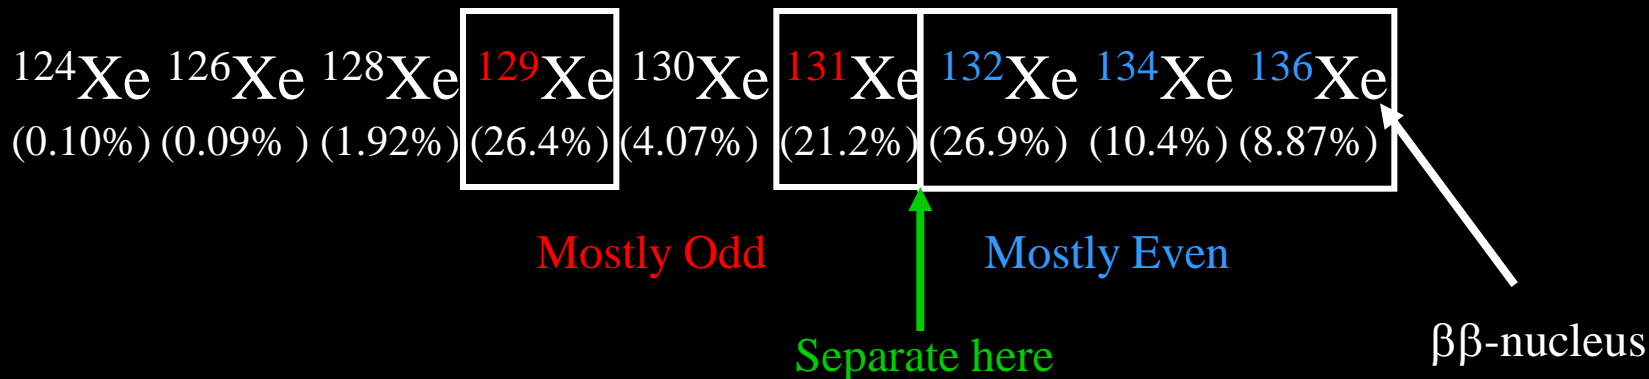 ¹²⁴Xe ¹²⁶Xe ¹²⁸Xe ¹²⁹Xe ¹³⁰Xe ¹³¹Xe ¹³²Xe ¹³⁴Xe ¹³⁶Xe
(0.10%) (0.09% ) (1.92%) (26.4%) (4.07%) (21.2%) (26.9%) (10.4%) (8.87%)
Mostly Odd Mostly Even
Separate here
ββ-nucleus